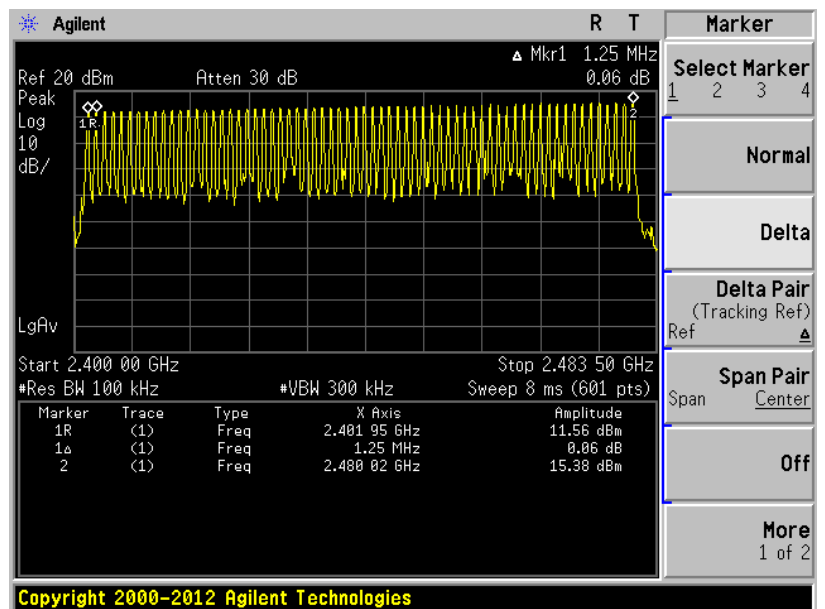 Agilent R T Marker
▵ Mkr1 1.25 MHz
Ref 20 dBm Atten 30 dB 0.06 dB
Peak
Log
10
dB/
1R
2
LgAv
Start 2.400 00 GHz Stop 2.483 50 GHz
#Res BW 100 kHz #VBW 300 kHz Sweep 8 ms (601 pts)
Marker Trace Type X Axis Amplitude
1R (1) Freq 2.401 95 GHz 11.56 dBm
1▵ (1) Freq 1.25 MHz 0.06 dB
2 (1) Freq 2.480 02 GHz 15.38 dBm
Select Marker
1 2 3 4
Normal
Delta
Delta Pair
(Tracking Ref)
Ref ▵
Span Pair
Span Center
Off
More
1 of 2
Copyright 2000-2012 Agilent Technologies